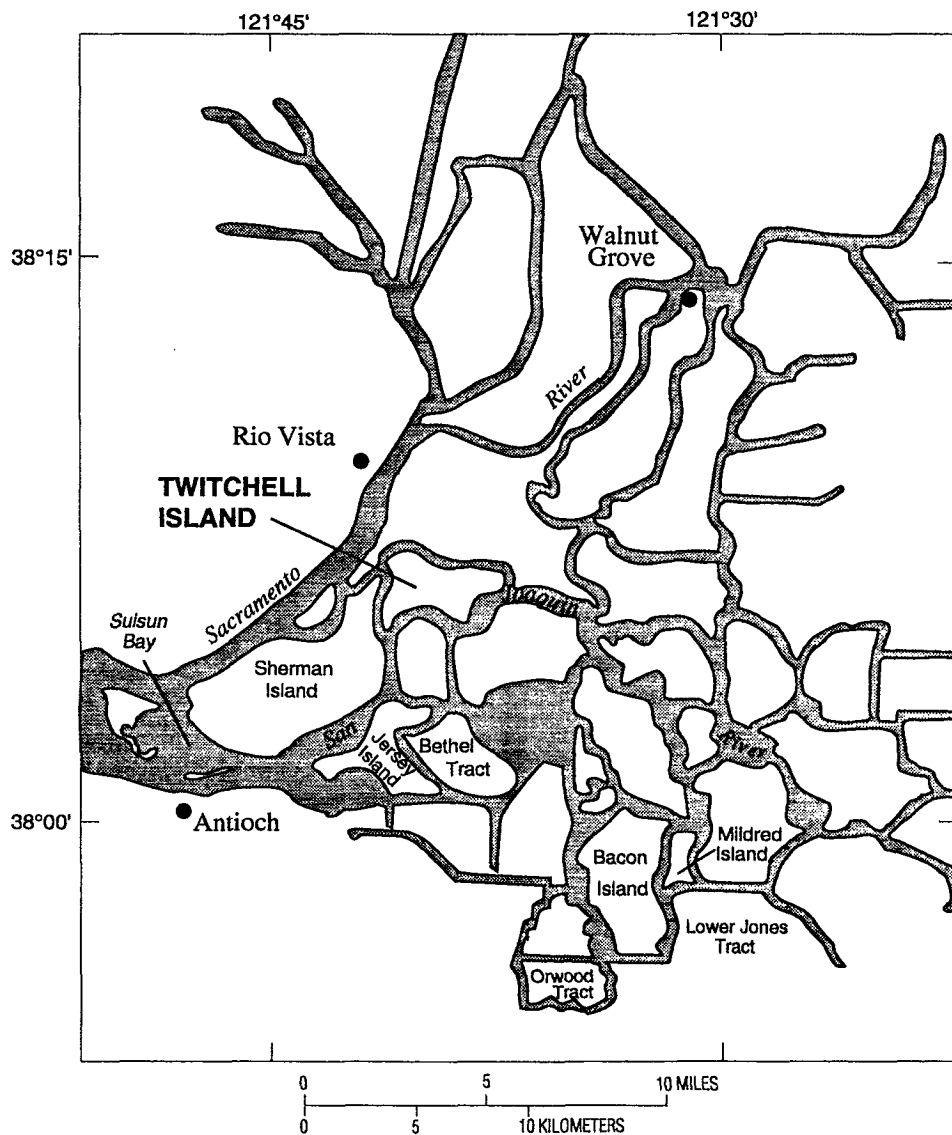 121°45'
121°30'
38°15'
Walnut
Grove
River
Rio Vista
TWITCHELL
ISLAND
Sacramento
Joaquin
Suisun
Bay
Sherman
Island
San
Jersey
Island
Bethel
Tract
River
38°00'
Antioch
Mildred
Island
Bacon
Island
Lower Jones
Tract
Orwood
Tract
0 5 10 MILES
0 5 10 KILOMETERS